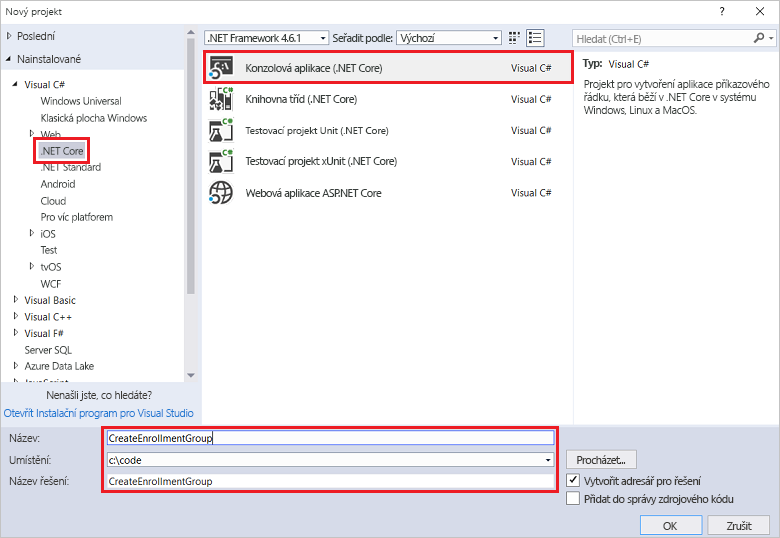 Nový projekt
?
Poslední
Nainstalované
Visual C#
Windows Universal
Klasická plocha Windows
Web
.NET Core
.NET Standard
Android
Cloud
Pro víc platforem
iOS
Test
tvOS
WCF
Visual Basic
Visual C++
Visual F#
Server SQL
Azure Data Lake
JavaScript
Nenašli jste, co hledáte?
Otevřít Instalační program pro Visual Studio
.NET Framework 4.6.1
Seřadit podle:
Výchozí
Konzolová aplikace (.NET Core) Visual C#
Knihovna tříd (.NET Core) Visual C#
Testovací projekt Unit (.NET Core) Visual C#
Testovací projekt xUnit (.NET Core) Visual C#
Webová aplikace ASP.NET Core Visual C#
Hledat (Ctrl+E)
Typ: Visual C#
Projekt pro vytvoření aplikace příkazového
řádku, která běží v .NET Core v systému
Windows, Linux a MacOS.
Název: CreateEnrollmentGroup
Umístění: c:\code
Název řešení: CreateEnrollmentGroup
Procházet...
Vytvořit adresář pro řešení
Přidat do správy zdrojového kódu
OK
Zrušit